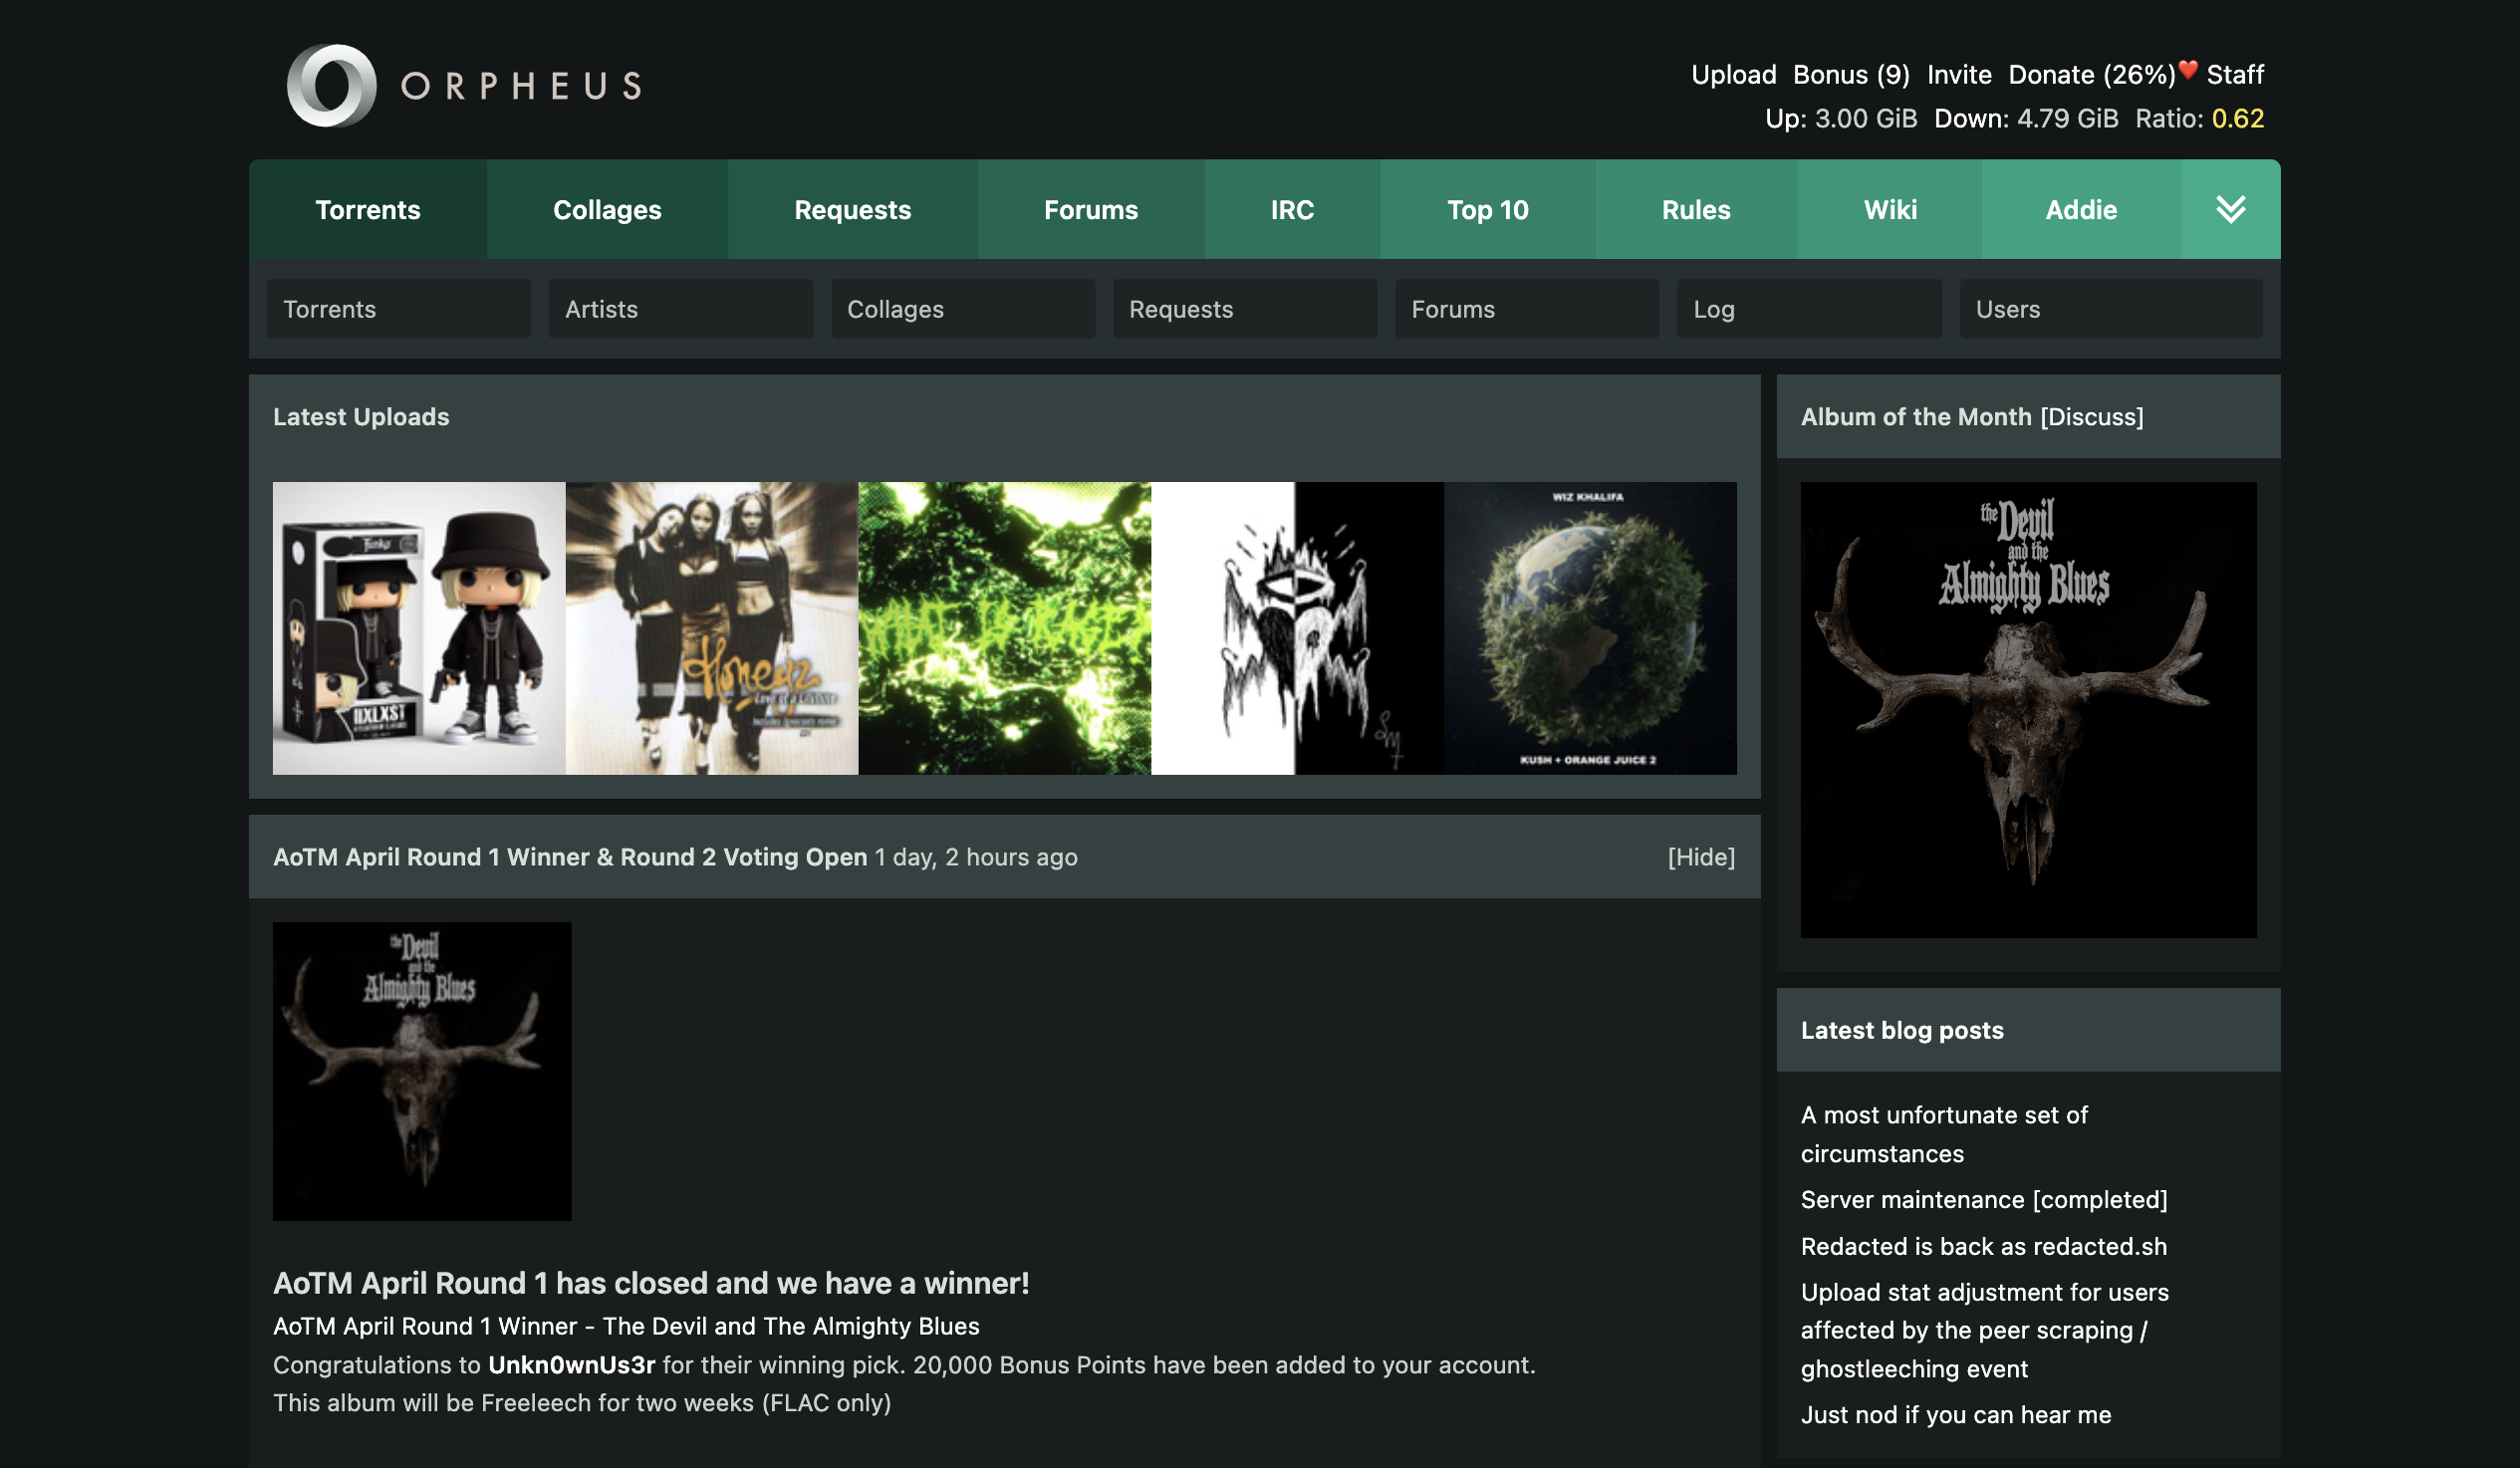 ORPHEUS
Upload Bonus (9) Invite Donate (26%) Staff
Up: 3.00 GiB Down: 4.79 GiB Ratio: 0.62
Torrents Collages Requests Forums IRC Top 10 Rules Wiki Addie
Torrents Artists Collages Requests Forums Log Users
Latest Uploads
Funko
IIXLXST
Honeyz
Love of a Lifetime
SM
WIZ KHALIFA
KUSH + ORANGE JUICE 2
Album of the Month [Discuss]
the Devil
and the
Almighty Blues
AoTM April Round 1 Winner & Round 2 Voting Open 1 day, 2 hours ago [Hide]
the Devil
and the
Almighty Blues
AoTM April Round 1 has closed and we have a winner!
AoTM April Round 1 Winner - The Devil and The Almighty Blues
Congratulations to Unkn0wnUs3r for their winning pick. 20,000 Bonus Points have been added to your account.
This album will be Freeleech for two weeks (FLAC only)
Latest blog posts
A most unfortunate set of
circumstances
Server maintenance [completed]
Redacted is back as redacted.sh
Upload stat adjustment for users
affected by the peer scraping /
ghostleeching event
Just nod if you can hear me